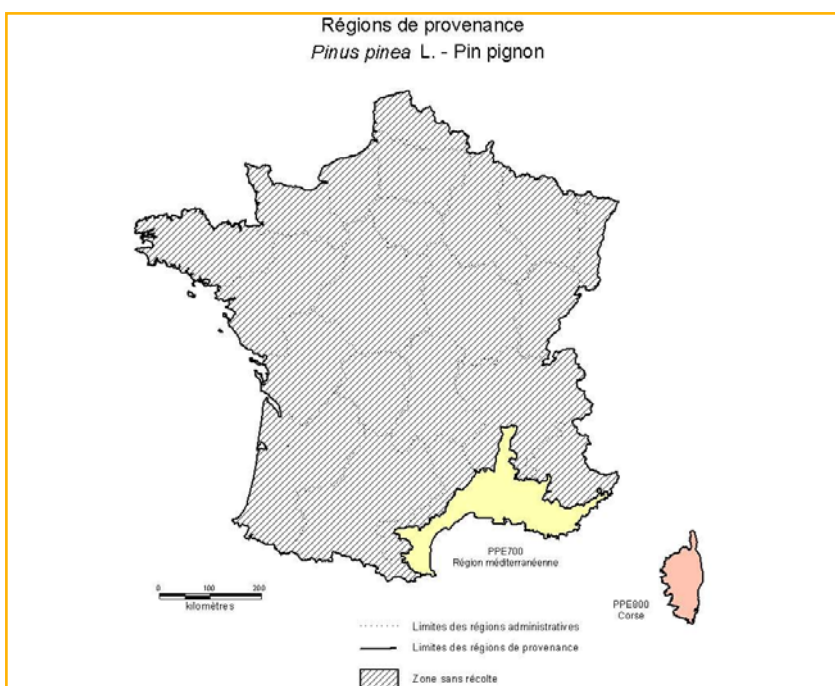 Régions de provenance
Pinus pinea L. - Pin pignon
PPE700
Région méditerranéenne
PPE800
Corse
0 100 200
kilomètres
Limites des régions administratives
Limites des régions de provenance
Zone sans récolte